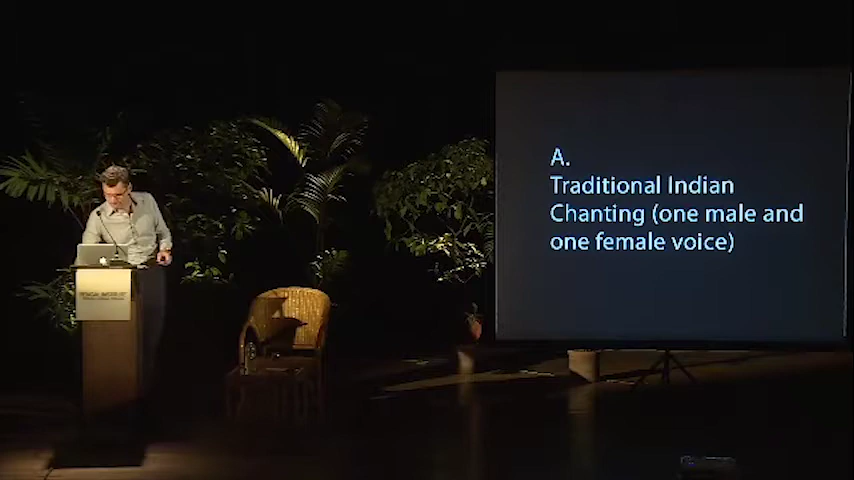 A.
Traditional Indian
Chanting (one male and
one female voice)